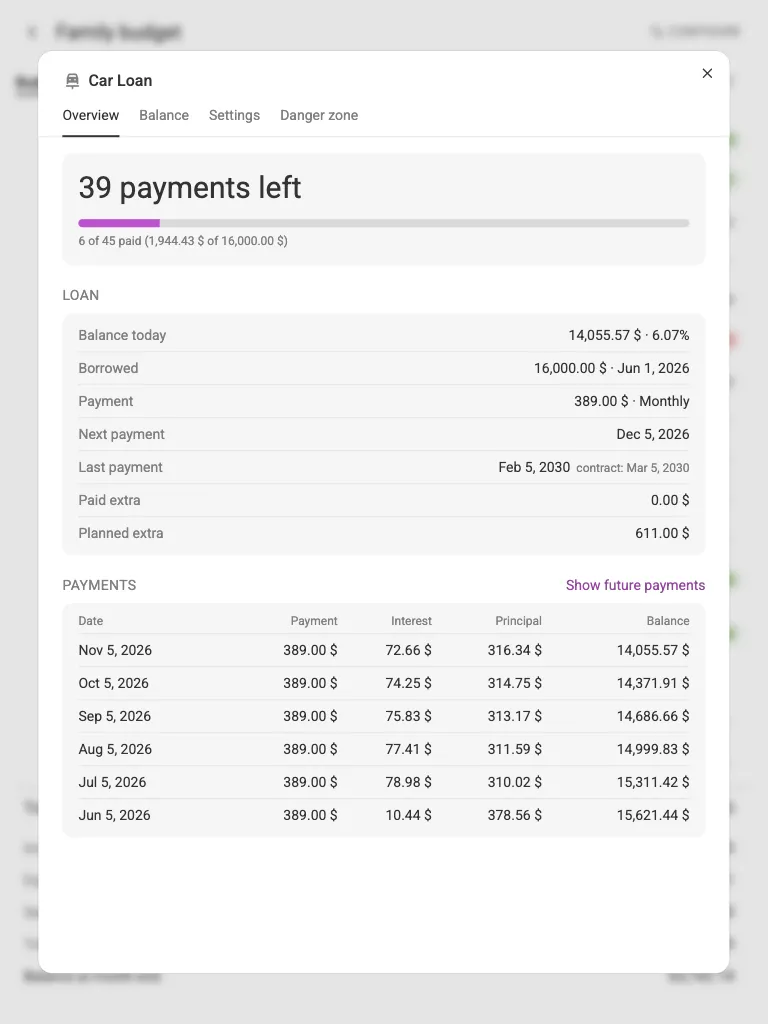 Family budget
Car Loan
Overview Balance Settings Danger zone
39 payments left
6 of 45 paid (1,944.43 $ of 16,000.00 $)
LOAN
Balance today 14,055.57 $ · 6.07%
Borrowed 16,000.00 $ · Jun 1, 2026
Payment 389.00 $ · Monthly
Next payment Dec 5, 2026
Last payment Feb 5, 2030 contract: Mar 5, 2030
Paid extra 0.00 $
Planned extra 611.00 $
PAYMENTS Show future payments
Date Payment Interest Principal Balance
Nov 5, 2026 389.00 $ 72.66 $ 316.34 $ 14,055.57 $
Oct 5, 2026 389.00 $ 74.25 $ 314.75 $ 14,371.91 $
Sep 5, 2026 389.00 $ 75.83 $ 313.17 $ 14,686.66 $
Aug 5, 2026 389.00 $ 77.41 $ 311.59 $ 14,999.83 $
Jul 5, 2026 389.00 $ 78.98 $ 310.02 $ 15,311.42 $
Jun 5, 2026 389.00 $ 10.44 $ 378.56 $ 15,621.44 $